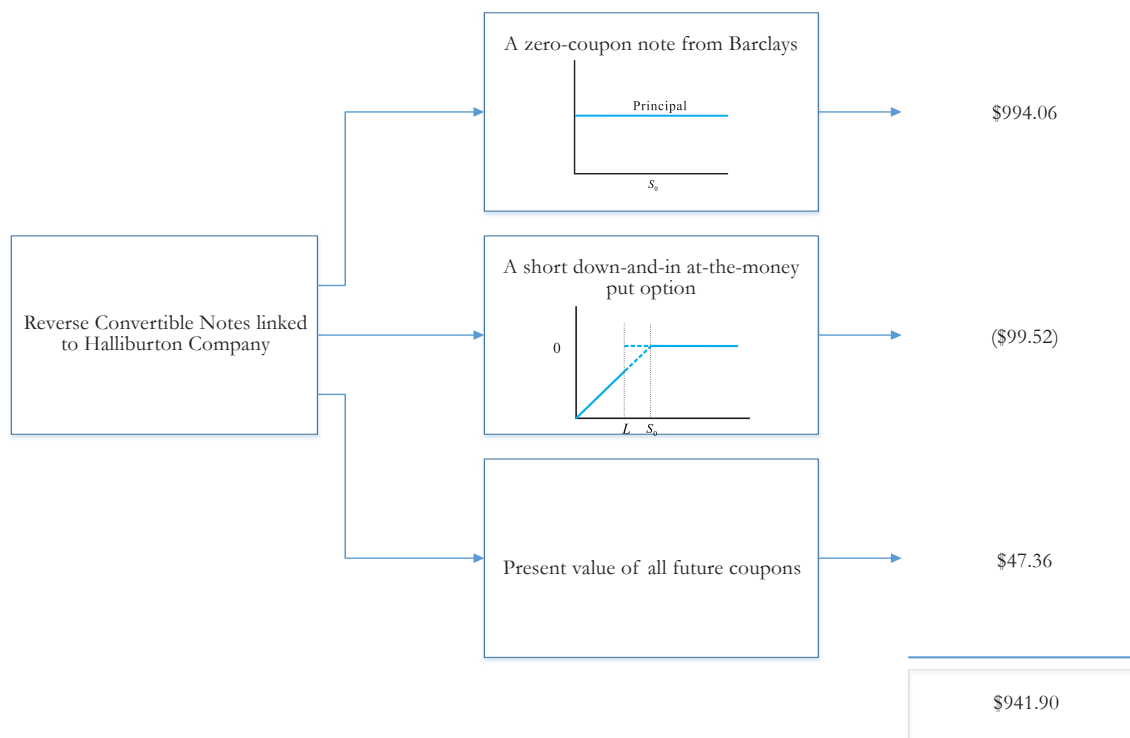 A zero-coupon note from Barclays
Principal
S₀
$994.06
Reverse Convertible Notes linked
to Halliburton Company
A short down-and-in at-the-money
put option
0
L S₀
($99.52)
Present value of all future coupons
$47.36
$941.90